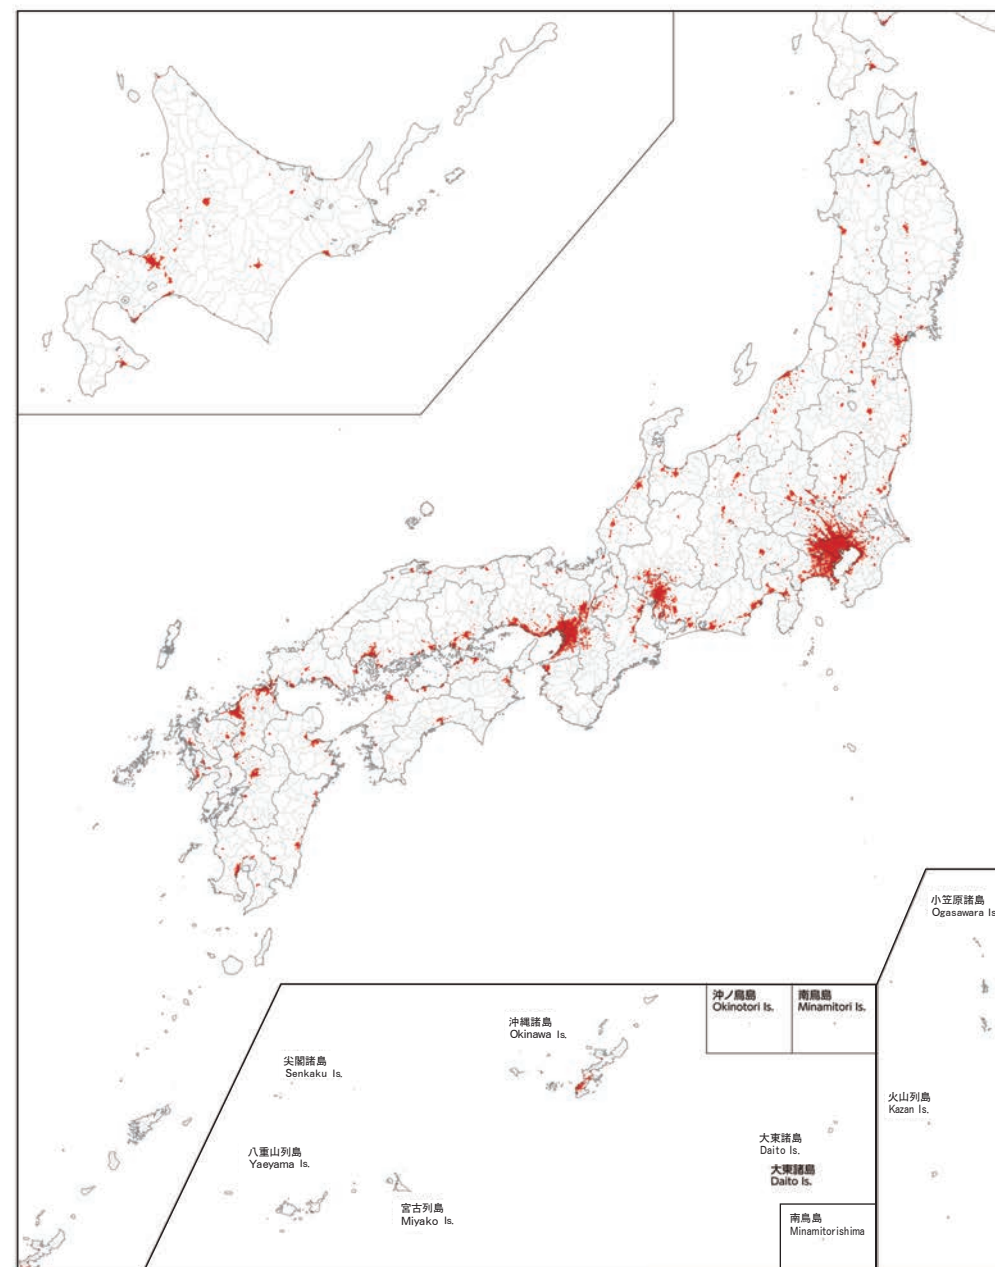 小笠原諸島
Ogasawara Is
沖ノ鳥島
Okinotori Is.
南鳥島
Minamitori Is.
沖縄諸島
Okinawa Is.
尖閣諸島
Senkaku Is.
火山列島
Kazan Is.
大東諸島
Daito Is.
大東諸島
Daito Is.
八重山列島
Yaeyama Is.
宮古列島
Miyako Is.
南鳥島
Minamitorishima